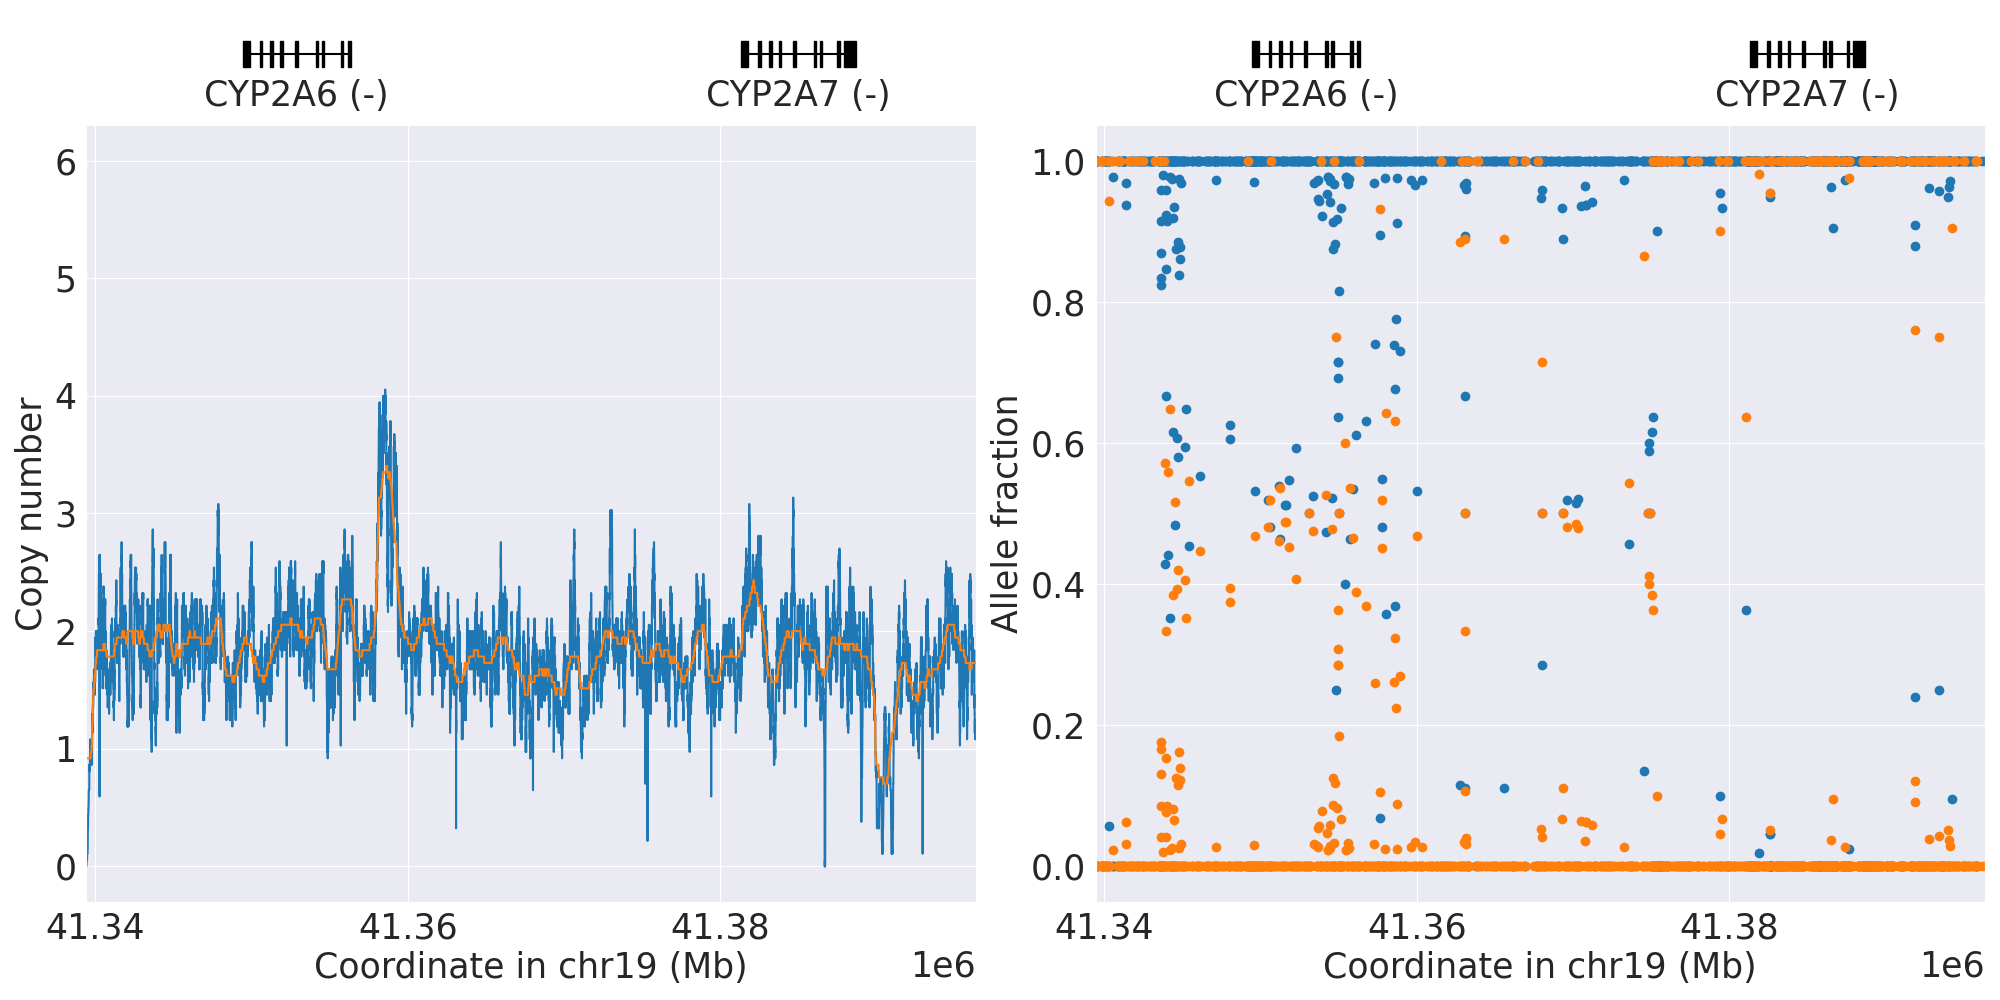 CYP2A6 (-)
CYP2A7 (-)
CYP2A6 (-)
CYP2A7 (-)
Copy number
6
5
4
3
2
1
0
41.34
41.36
41.38
Coordinate in chr19 (Mb)
1e6
Allele fraction
1.0
0.8
0.6
0.4
0.2
0.0
41.34
41.36
41.38
Coordinate in chr19 (Mb)
1e6